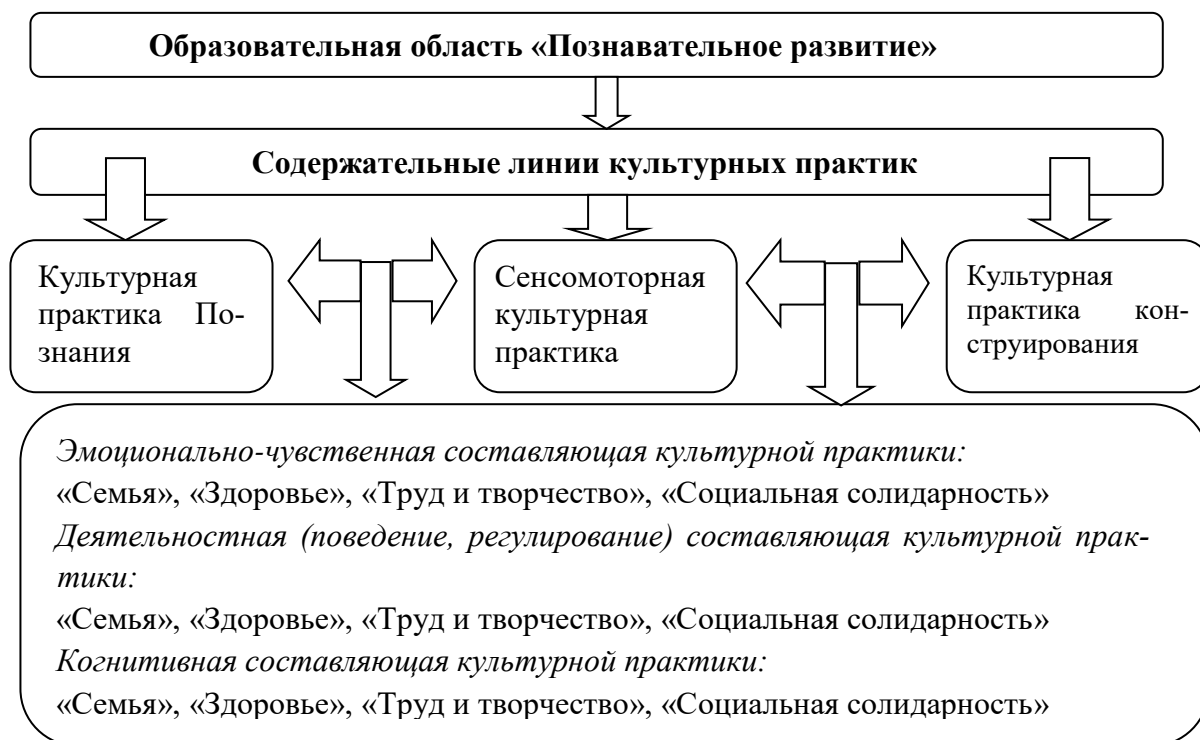 Образовательная область «Познавательное развитие»
Содержательные линии культурных практик
Культурная
практика По-
знания
Сенсомоторная
культурная
практика
Культурная
практика кон-
струирования
Эмоционально-чувственная составляющая культурной практики:
«Семья», «Здоровье», «Труд и творчество», «Социальная солидарность»
Деятельностная (поведение, регулирование) составляющая культурной прак-
тики:
«Семья», «Здоровье», «Труд и творчество», «Социальная солидарность»
Когнитивная составляющая культурной практики:
«Семья», «Здоровье», «Труд и творчество», «Социальная солидарность»